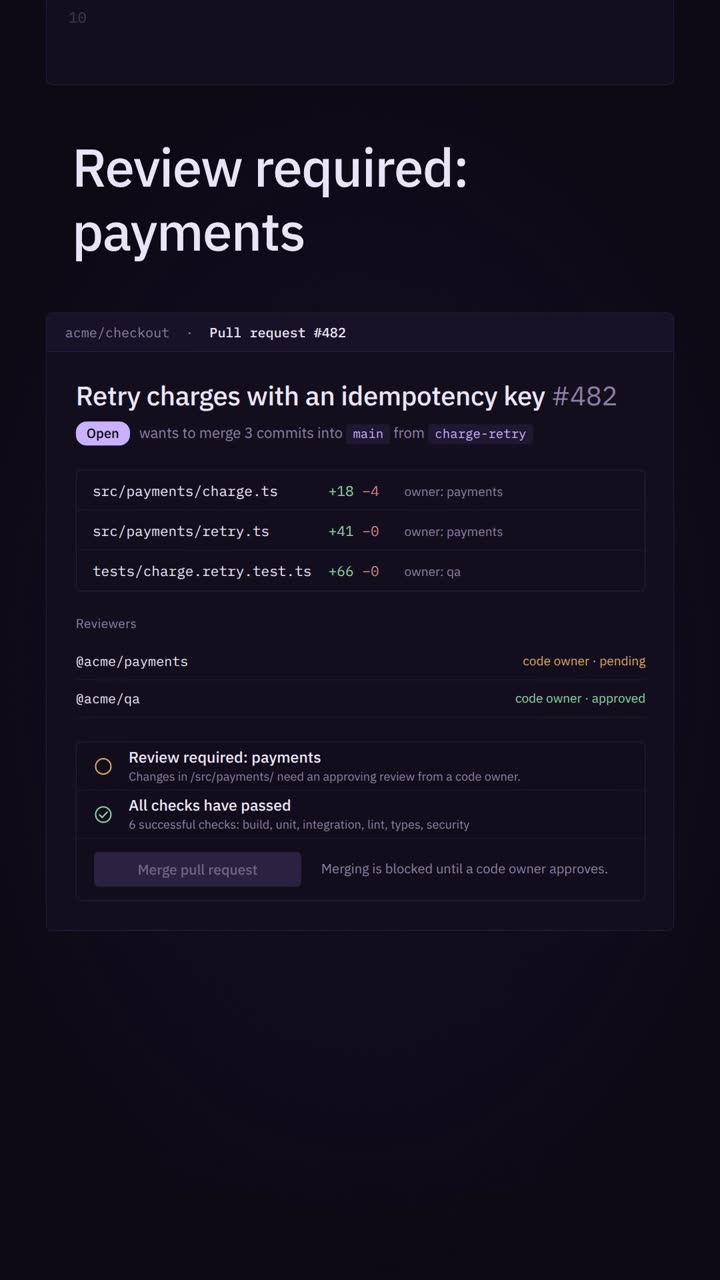 10
Review required:
payments
acme/checkout · Pull request #482
Retry charges with an idempotency key #482
Open wants to merge 3 commits into main from charge-retry
src/payments/charge.ts +18 −4 owner: payments
src/payments/retry.ts +41 −0 owner: payments
tests/charge.retry.test.ts +66 −0 owner: qa
Reviewers
@acme/payments code owner · pending
@acme/qa code owner · approved
Review required: payments
Changes in /src/payments/ need an approving review from a code owner.
All checks have passed
6 successful checks: build, unit, integration, lint, types, security
Merge pull request Merging is blocked until a code owner approves.